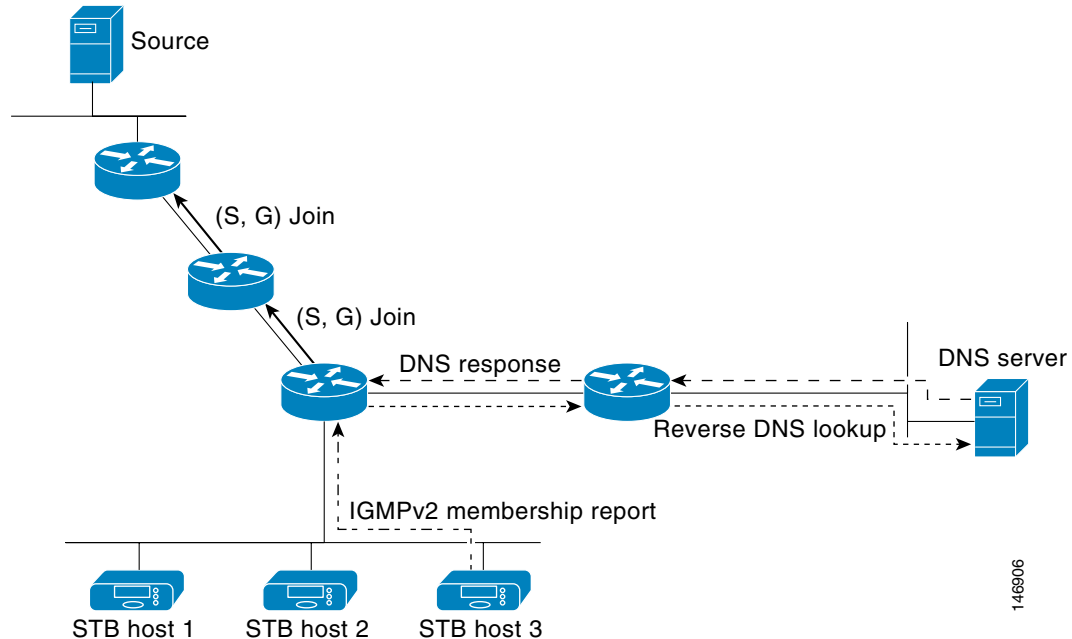 Source
(S, G) Join
(S, G) Join
DNS response
DNS server
Reverse DNS lookup
IGMPv2 membership report
STB host 1
STB host 2
STB host 3
146906